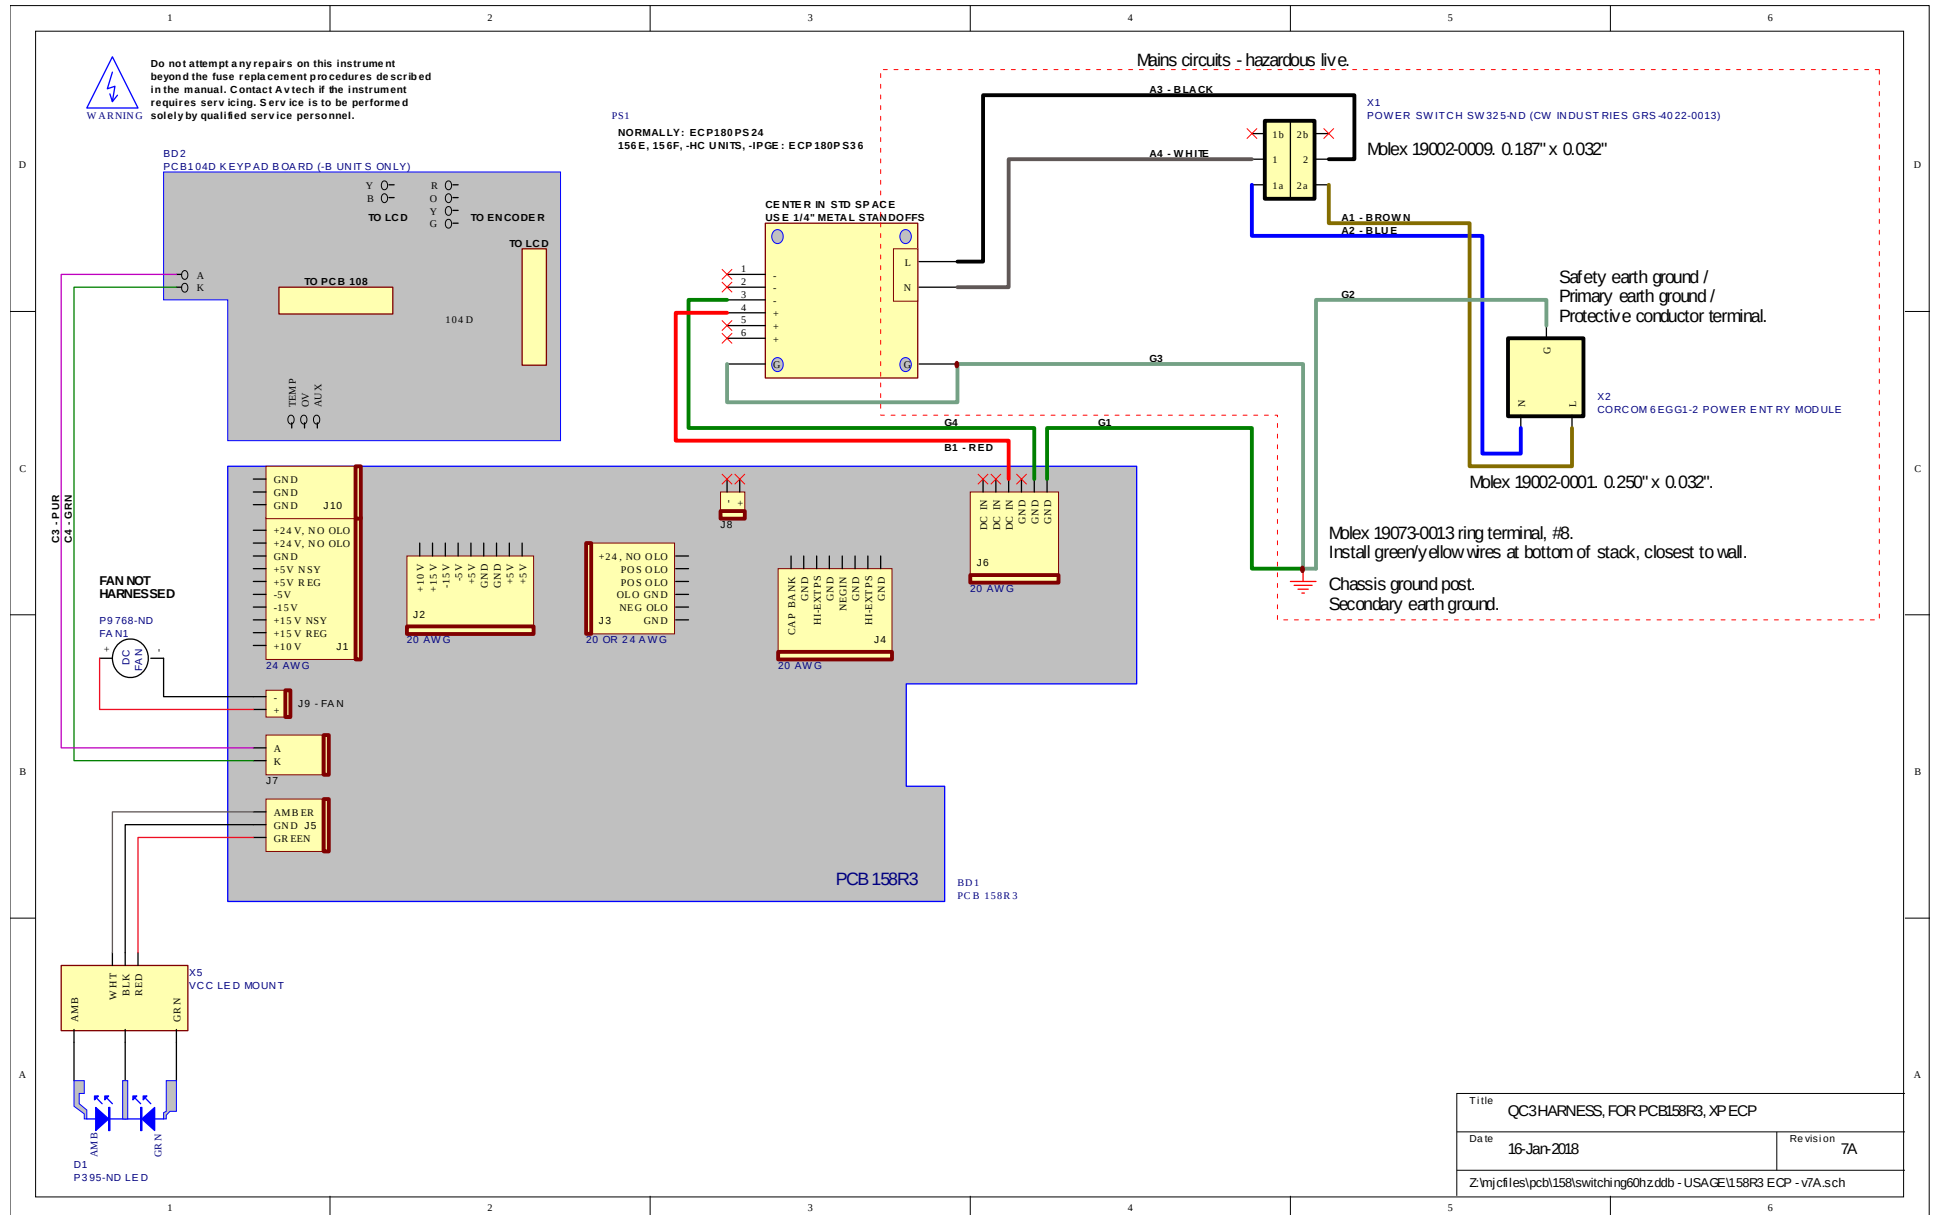 1 2 3 4 5 6
Mains circuits - hazardous live.
Do not attempt any repairs on this instrument
beyond the fuse replacement procedures described
in the manual. Contact Avtech if the instrument
requires servicing. Service is to be performed
solely by qualified service personnel.
WARNING
PS1
NORMALLY: ECP180PS24
156E, 156F, -HC UNITS, -IPGE: ECP180PS36
A3 - BLACK
X1
POWER SWITCH SW325-ND (CW INDUSTRIES GRS-4022-0013)
Molex 19002-0009. 0.187" x 0.032"
1b 2b
1 2
1a 2a
A4 - WHITE
A1 - BROWN
A2 - BLUE
D
D
BD2
PCB104D KEYPAD BOARD (-B UNITS ONLY)
Y
B
TO LCD
R
O
Y
G
TO ENCODER
TO LCD
A
K
TO PCB 108
104D
TEMP
OV
AUX
CENTER IN STD SPACE
USE 1/4" METAL STANDOFFS
L
N
1 -
2 -
3 -
4 +
5 +
6 +
G G
G2
G3
G4
G1
B1 - RED
Safety earth ground /
Primary earth ground /
Protective conductor terminal.
G
N L
X2
CORCOM 6EGG1-2 POWER ENTRY MODULE
Molex 19002-0001. 0.250" x 0.032".
C
C
C3 - PUR
C4 - GRN
GND
GND
GND
J10
+24V, NO OLO
+24V, NO OLO
GND
+5V NSY
+5V REG
-5V
-15V
+15V NSY
+15V REG
+10V
J1
24 AWG
+10V
+15V
-15V
-5V
+5V
GND
GND
+5V
+5V
J2
20 AWG
+24, NO OLO
POS OLO
POS OLO
OLO GND
NEG OLO
GND
J3
20 OR 24 AWG
- +
J8
CAP BANK
GND
HI-EXTPS
GND
NEGIN
GND
HI-EXTPS
GND
J4
20 AWG
DC IN
DC IN
DC IN
GND
GND
GND
J6
20 AWG
Molex 19073-0013 ring terminal, #8.
Install green/yellow wires at bottom of stack, closest to wall.
Chassis ground post.
Secondary earth ground.
FAN NOT
HARNESSED
P9768-ND
FAN1
+ -
DC
FAN
-
+
J9 - FAN
B
B
A
K
J7
AMBER
GND J5
GREEN
PCB 158R3
BD1
PCB 158R3
X5
VCC LED MOUNT
AMB
WHT
BLK
RED
GRN
A
A
AMB
GRN
D1
P395-ND LED
Title
QC3 HARNESS, FOR PCB158R3, XP ECP
Date
16-Jan-2018
Revision
7A
Z:\mjcfiles\pcb\158\switching60hz.ddb - USAGE\158R3 ECP - v7A.sch
1 2 3 4 5 6